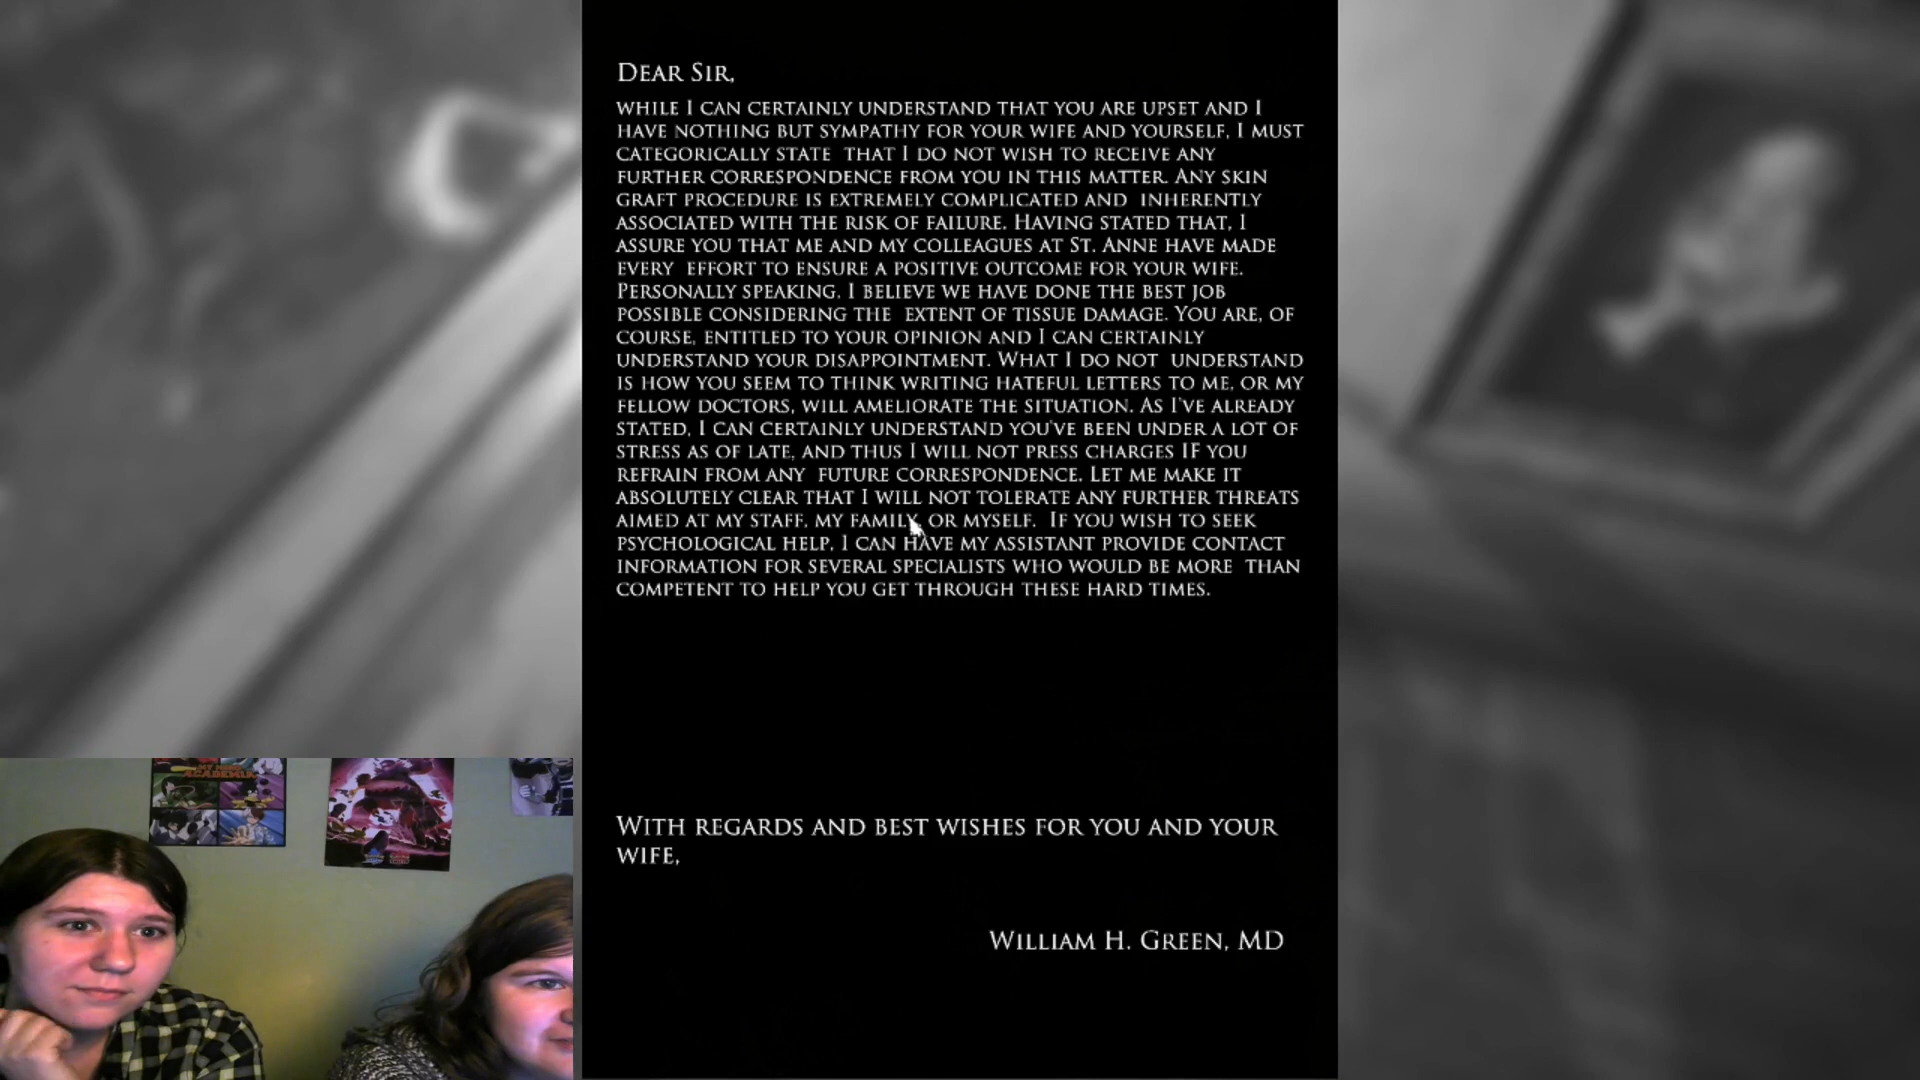 DEAR SIR,
WHILE I CAN CERTAINLY UNDERSTAND THAT YOU ARE UPSET AND I
HAVE NOTHING BUT SYMPATHY FOR YOUR WIFE AND YOURSELF, I MUST
CATEGORICALLY STATE THAT I DO NOT WISH TO RECEIVE ANY
FURTHER CORRESPONDENCE FROM YOU IN THIS MATTER. ANY SKIN
GRAFT PROCEDURE IS EXTREMELY COMPLICATED AND INHERENTLY
ASSOCIATED WITH THE RISK OF FAILURE. HAVING STATED THAT, I
ASSURE YOU THAT ME AND MY COLLEAGUES AT ST. ANNE HAVE MADE
EVERY EFFORT TO ENSURE A POSITIVE OUTCOME FOR YOUR WIFE.
PERSONALLY SPEAKING, I BELIEVE WE HAVE DONE THE BEST JOB
POSSIBLE CONSIDERING THE EXTENT OF TISSUE DAMAGE. YOU ARE, OF
COURSE, ENTITLED TO YOUR OPINION AND I CAN CERTAINLY
UNDERSTAND YOUR DISAPPOINTMENT. WHAT I DO NOT UNDERSTAND
IS HOW YOU SEEM TO THINK WRITING HATEFUL LETTERS TO ME, OR MY
FELLOW DOCTORS, WILL AMELIORATE THE SITUATION. AS I'VE ALREADY
STATED, I CAN CERTAINLY UNDERSTAND YOU'VE BEEN UNDER A LOT OF
STRESS AS OF LATE, AND THUS I WILL NOT PRESS CHARGES IF YOU
REFRAIN FROM ANY FUTURE CORRESPONDENCE. LET ME MAKE IT
ABSOLUTELY CLEAR THAT I WILL NOT TOLERATE ANY FURTHER THREATS
AIMED AT MY STAFF, MY FAMILY, OR MYSELF. IF YOU WISH TO SEEK
PSYCHOLOGICAL HELP, I CAN HAVE MY ASSISTANT PROVIDE CONTACT
INFORMATION FOR SEVERAL SPECIALISTS WHO WOULD BE MORE THAN
COMPETENT TO HELP YOU GET THROUGH THESE HARD TIMES.
WITH REGARDS AND BEST WISHES FOR YOU AND YOUR
WIFE,
WILLIAM H. GREEN, MD
MY HERO
ACADEMIA